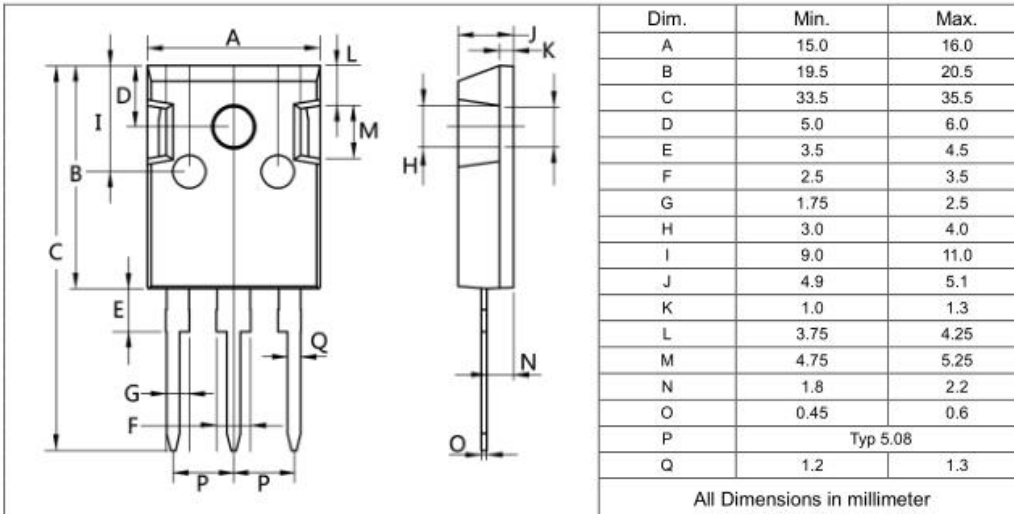 A
L
D
I
M
B
C
E
Q
G
F
P P
J
K
H
N
O
Dim. Min. Max.
A 15.0 16.0
B 19.5 20.5
C 33.5 35.5
D 5.0 6.0
E 3.5 4.5
F 2.5 3.5
G 1.75 2.5
H 3.0 4.0
I 9.0 11.0
J 4.9 5.1
K 1.0 1.3
L 3.75 4.25
M 4.75 5.25
N 1.8 2.2
O 0.45 0.6
P Typ 5.08
Q 1.2 1.3
All Dimensions in millimeter